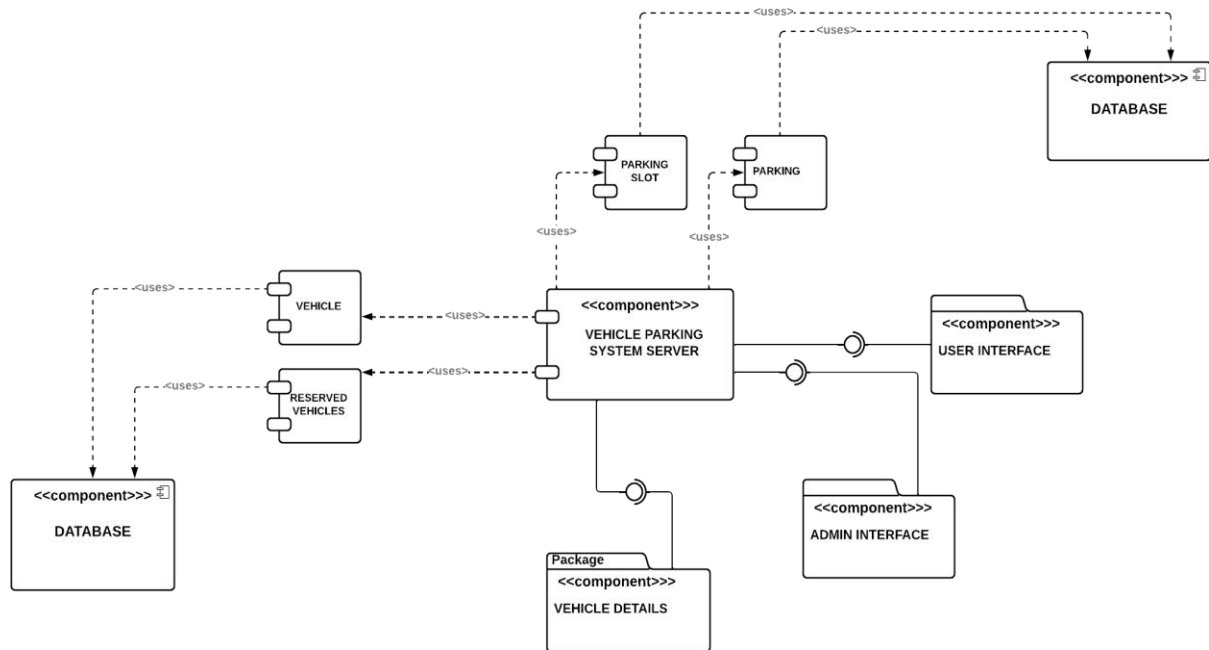 <uses>
<uses>
<<component>>>
DATABASE
PARKING
SLOT
PARKING
<uses>
<uses>
VEHICLE
<uses>
<uses>
<<component>>>
VEHICLE PARKING
SYSTEM SERVER
<<component>>>
USER INTERFACE
RESERVED
VEHICLES
<uses>
<uses>
<<component>>>
DATABASE
<<component>>>
ADMIN INTERFACE
Package
<<component>>>
VEHICLE DETAILS